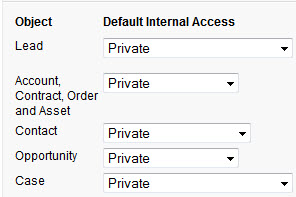 Object Default Internal Access
Lead Private
Account, Private
Contract, Order
and Asset
Contact Private
Opportunity Private
Case Private